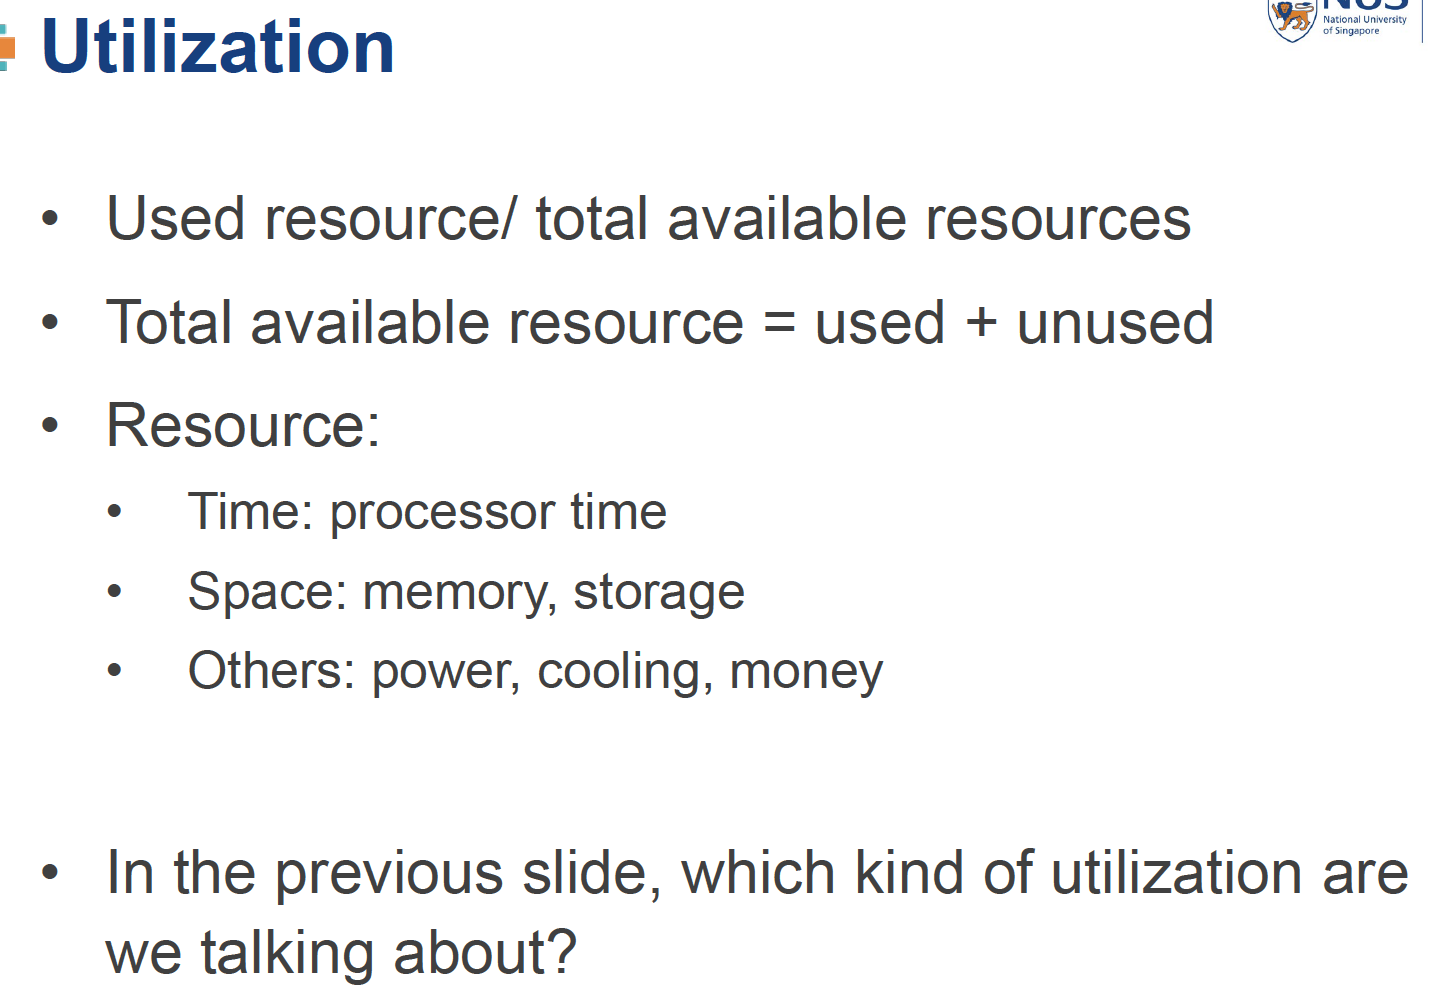 Utilization
NUS
National University
of Singapore
• Used resource/ total available resources
• Total available resource = used + unused
• Resource:
• Time: processor time
• Space: memory, storage
• Others: power, cooling, money
• In the previous slide, which kind of utilization are
we talking about?